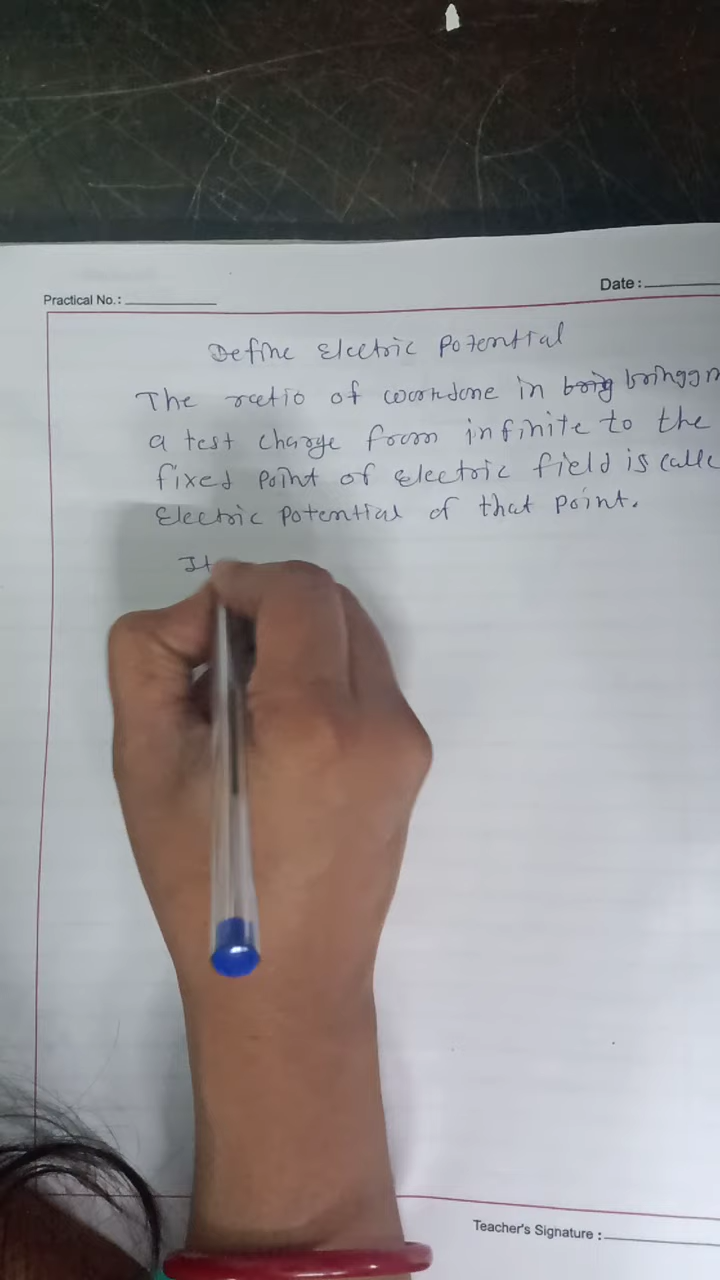 Practical No.:
Date:
Define Electric Potential
The ratio of workdone in bringgn
a test charge from infinite to the
fixed point of electric field is calle
Electric Potential of that point.
It
Teacher's Signature: